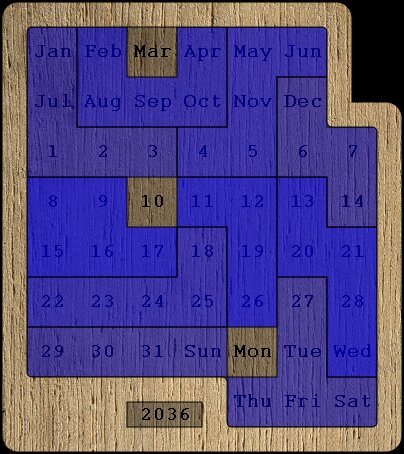 Jan Feb Mar Apr May Jun
Jul Aug Sep Oct Nov Dec
1 2 3 4 5 6 7
8 9 10 11 12 13 14
15 16 17 18 19 20 21
22 23 24 25 26 27 28
29 30 31 Sun Mon Tue Wed
Thu Fri Sat
2036